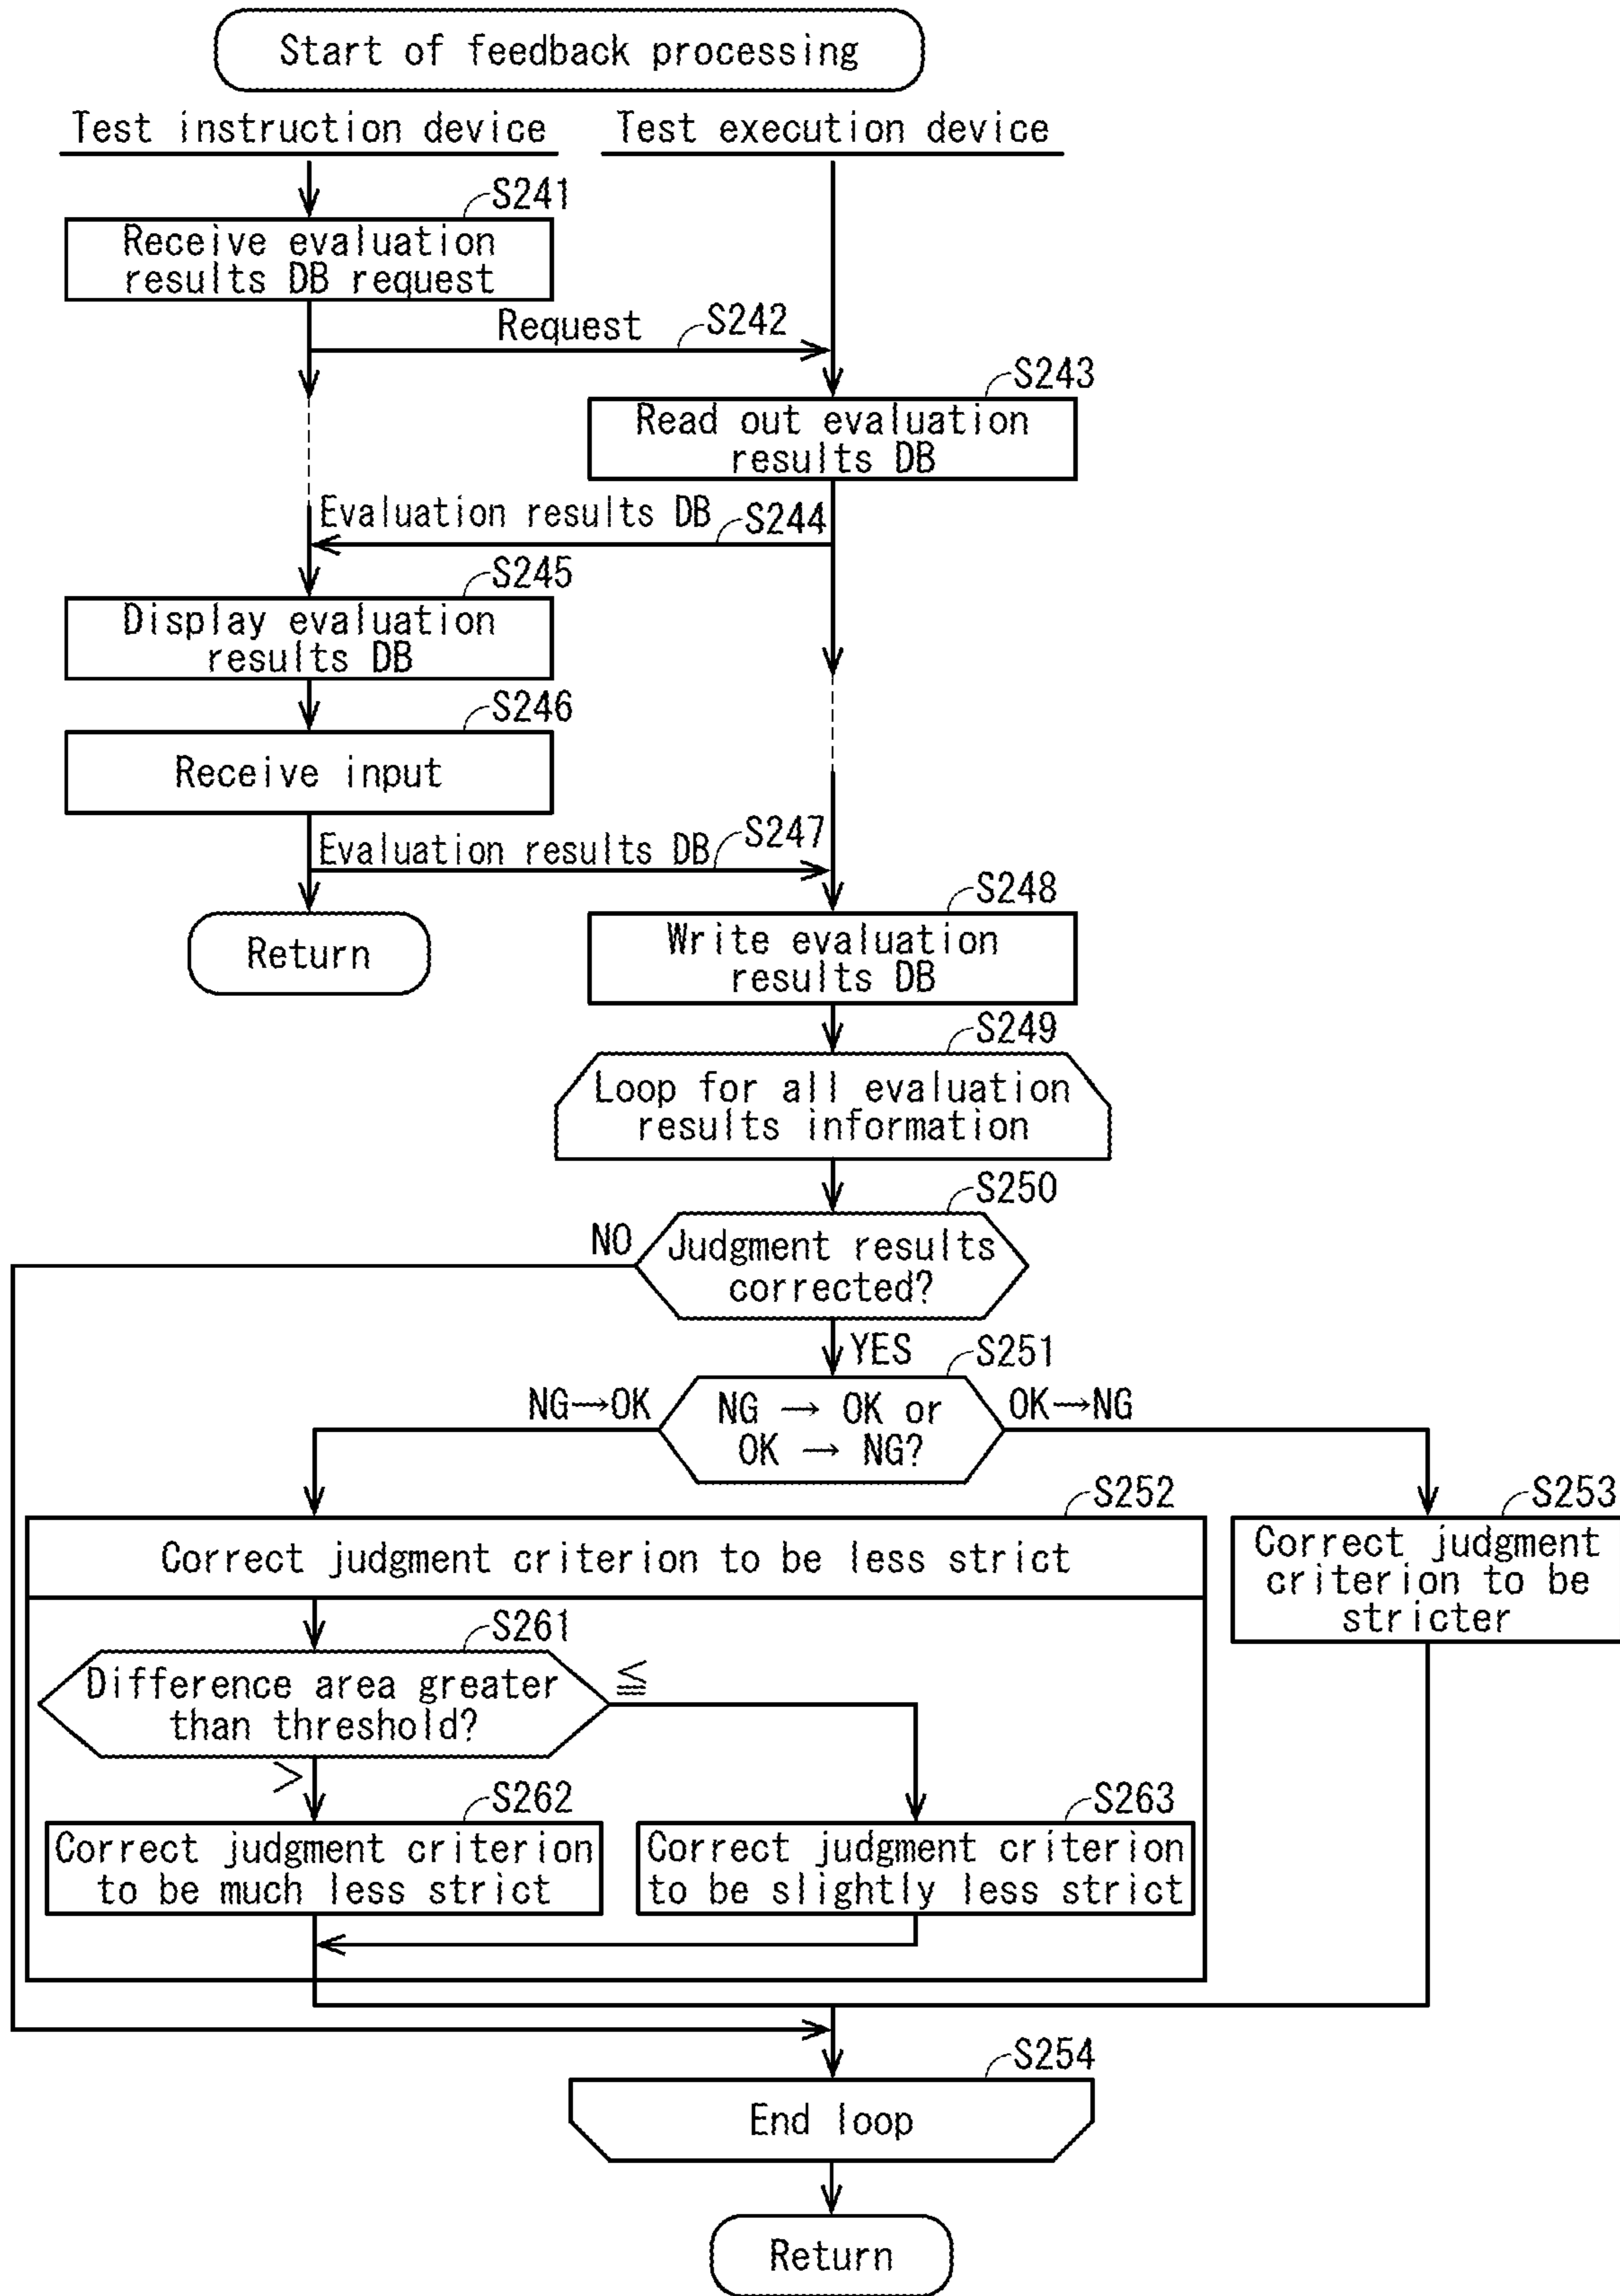 Start of feedback processing
Test instruction device
Test execution device
S241
Receive evaluation
results DB request
Request
S242
S243
Read out evaluation
results DB
Evaluation results DB
S244
S245
Display evaluation
results DB
S246
Receive input
Evaluation results DB
S247
Return
S248
Write evaluation
results DB
S249
Loop for all evaluation
results information
S250
NO
Judgment results
corrected?
YES
S251
NG→OK
NG → OK or
OK → NG?
OK→NG
S252
Correct judgment criterion to be less strict
S253
Correct judgment
criterion to be
stricter
S261
Difference area greater
than threshold?
≦
>
S262
Correct judgment criterion
to be much less strict
S263
Correct judgment criterion
to be slightly less strict
S254
End loop
Return